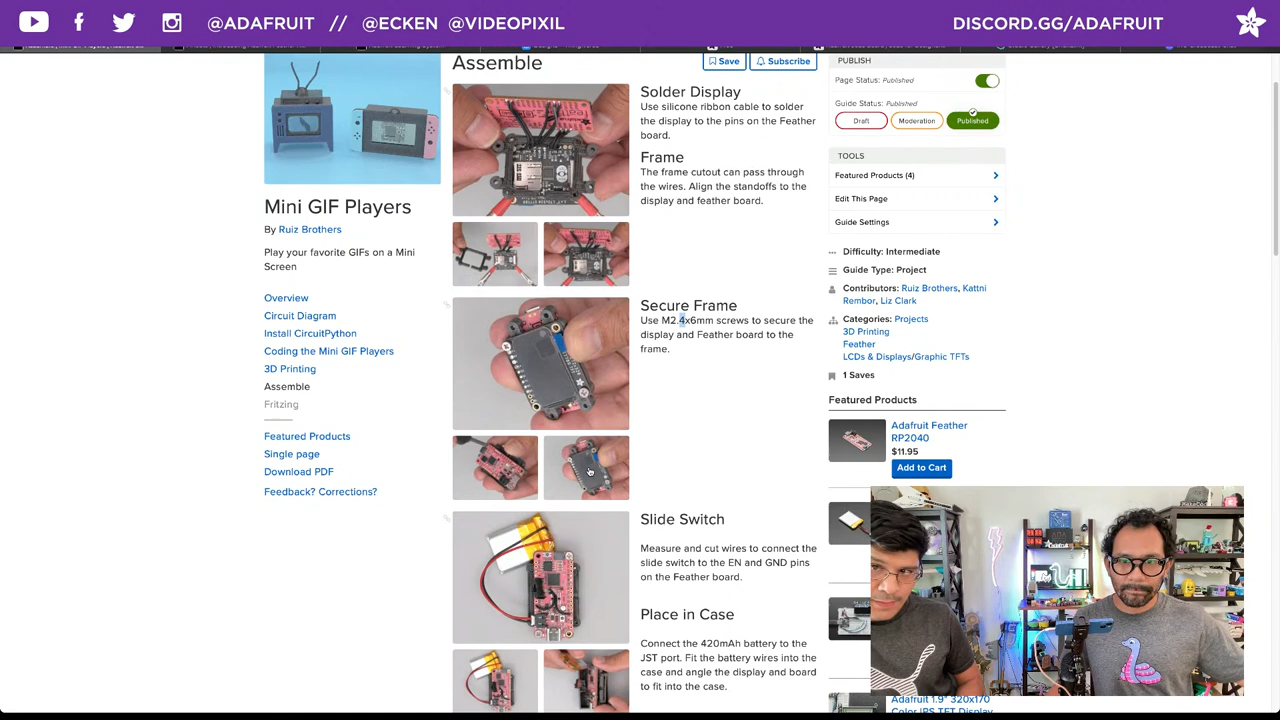 @ADAFRUIT // @ECKEN @VIDEOPIXIL
DISCORD.GG/ADAFRUIT
Mini GIF Players
By Ruiz Brothers
Play your favorite GIFs on a Mini
Screen
Overview
Circuit Diagram
Install CircuitPython
Coding the Mini GIF Players
3D Printing
Assemble
Fritzing
Featured Products
Single page
Download PDF
Feedback? Corrections?
Assemble
Save
Subscribe
Solder Display
Use silicone ribbon cable to solder
the display to the pins on the Feather
board.
Frame
The frame cutout can pass through
the wires. Align the standoffs to the
display and feather board.
Secure Frame
Use M2.4x6mm screws to secure the
display and Feather board to the
frame.
Slide Switch
Measure and cut wires to connect the
slide switch to the EN and GND pins
on the Feather board.
Place in Case
Connect the 420mAh battery to the
JST port. Fit the battery wires into the
case and angle the display and board
to fit into the case.
PUBLISH
Page Status: Published
Guide Status: Published
Draft
Moderation
Published
TOOLS
Featured Products (4)
Edit This Page
Guide Settings
Difficulty: Intermediate
Guide Type: Project
Contributors: Ruiz Brothers, Kattni
Rembor, Liz Clark
Categories: Projects
3D Printing
Feather
LCDs & Displays/Graphic TFTs
1 Saves
Featured Products
Adafruit Feather
RP2040
$11.95
Add to Cart
Adafruit 1.9" 320x170
Color IPS TFT Display